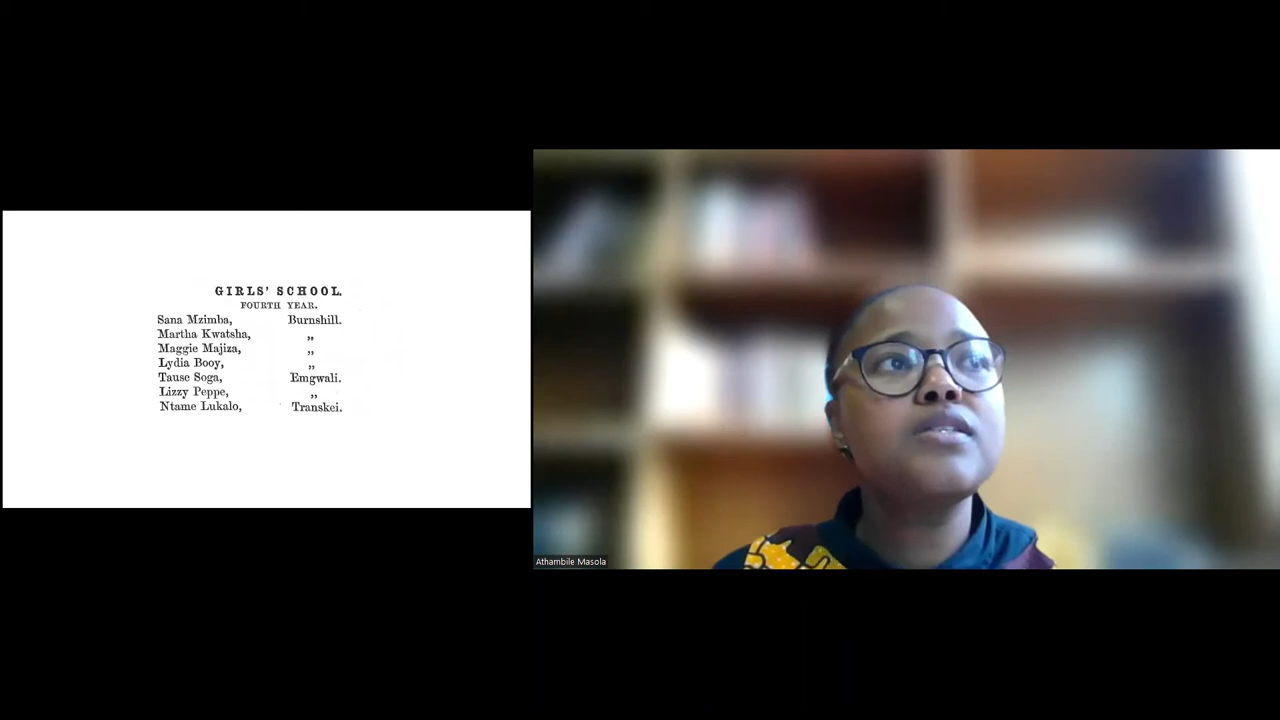 GIRLS' SCHOOL.
FOURTH YEAR.
Sana Mzimba, Burnshill.
Martha Kwatsha, „
Maggie Majiza, „
Lydia Booy, „
Tause Soga, Emgwali.
Lizzy Peppe, „
Ntame Lukalo, Transkei.
Athambile Masola